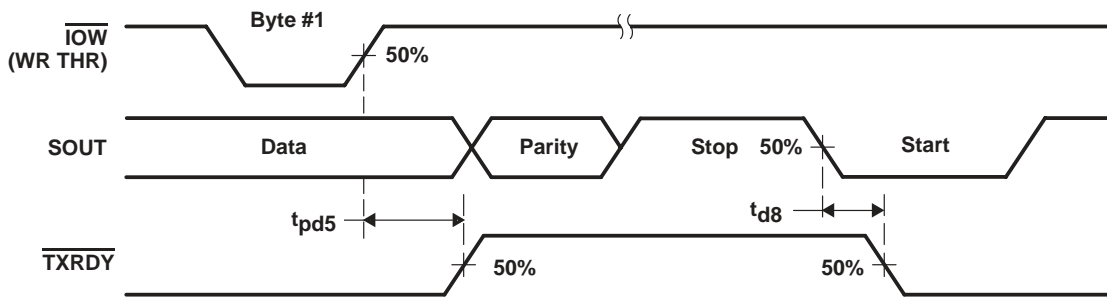 Byte #1
IOW
(WR THR)
50%
SOUT
Data
Parity
Stop
50%
Start
tpd5
td8
TXRDY
50%
50%